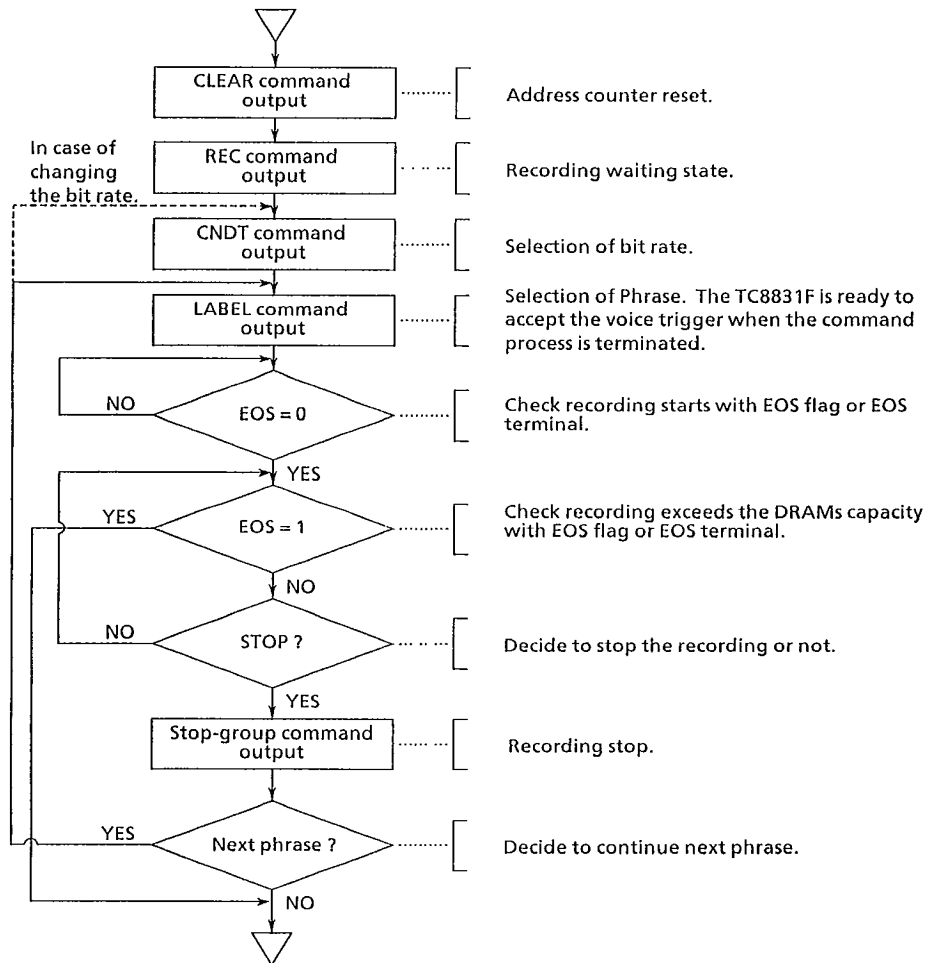 CLEAR command
output
Address counter reset.
In case of
changing
the bit rate.
REC command
output
Recording waiting state.
CNDT command
output
Selection of bit rate.
LABEL command
output
Selection of Phrase. The TC8831F is ready to
accept the voice trigger when the command
process is terminated.
NO
EOS = 0
Check recording starts with EOS flag or EOS
terminal.
YES
YES
EOS = 1
Check recording exceeds the DRAMs capacity
with EOS flag or EOS terminal.
NO
NO
STOP ?
Decide to stop the recording or not.
YES
Stop-group command
output
Recording stop.
YES
Next phrase ?
Decide to continue next phrase.
NO